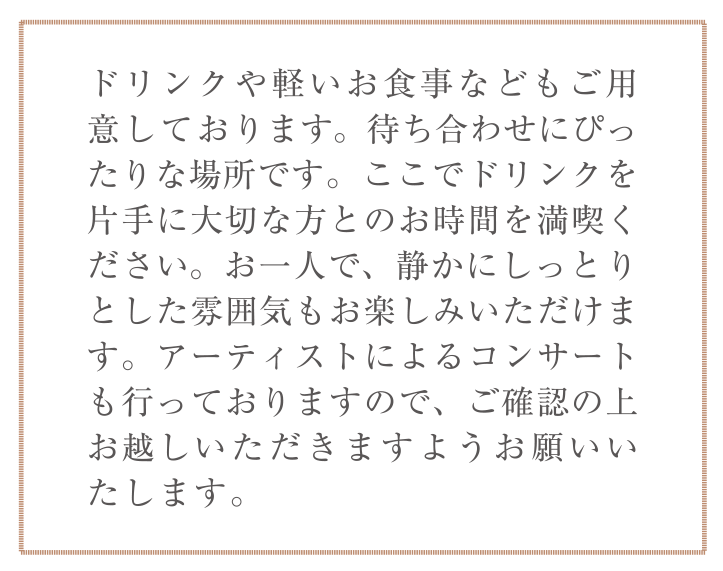 ドリンクや軽いお食事などもご用
意しております。待ち合わせにぴっ
たりな場所です。ここでドリンクを
片手に大切な方とのお時間を満喫く
ださい。お一人で、静かにしっとり
とした雰囲気もお楽しみいただけま
す。アーティストによるコンサート
も行っておりますので、ご確認の上
お越しいただきますようお願いい
たします。